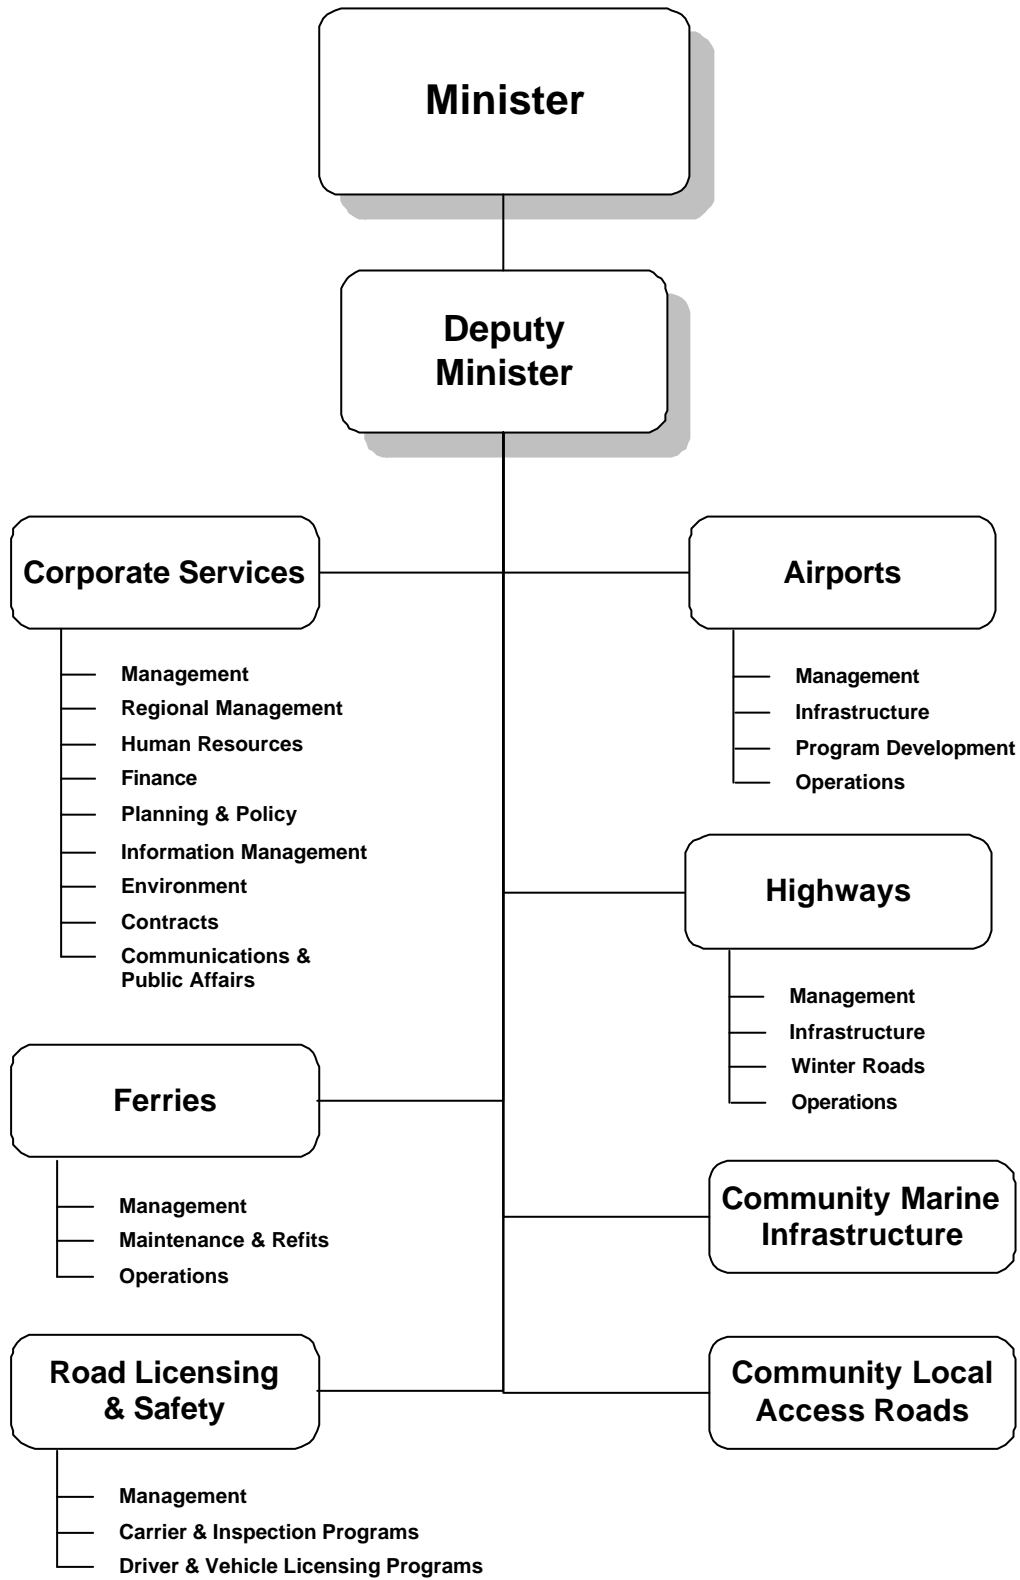 Minister
Deputy
Minister
Corporate Services
Management
Regional Management
Human Resources
Finance
Planning & Policy
Information Management
Environment
Contracts
Communications &
Public Affairs
Airports
Management
Infrastructure
Program Development
Operations
Highways
Management
Infrastructure
Winter Roads
Operations
Ferries
Management
Maintenance & Refits
Operations
Community Marine
Infrastructure
Road Licensing
& Safety
Management
Carrier & Inspection Programs
Driver & Vehicle Licensing Programs
Community Local
Access Roads